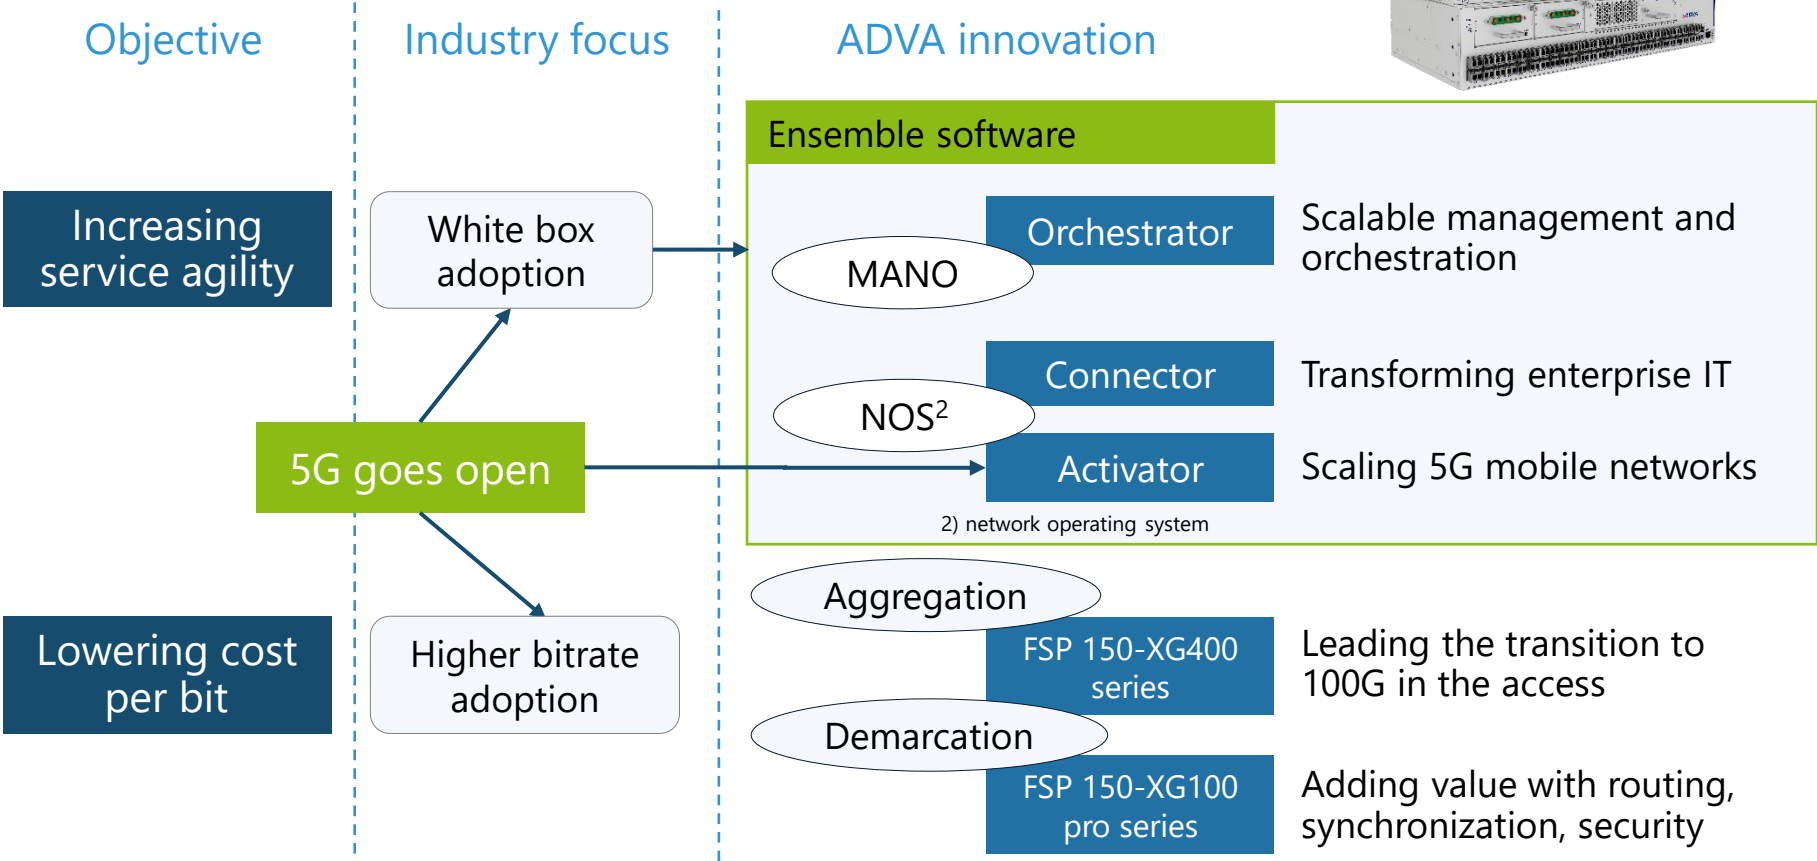 Objective
Industry focus
ADVA innovation
Ensemble software
Increasing
service agility
White box
adoption
Orchestrator
MANO
Scalable management and
orchestration
Connector
NOS²
Transforming enterprise IT
5G goes open
Activator
Scaling 5G mobile networks
2) network operating system
Aggregation
Lowering cost
per bit
Higher bitrate
adoption
FSP 150-XG400
series
Leading the transition to
100G in the access
Demarcation
FSP 150-XG100
pro series
Adding value with routing,
synchronization, security